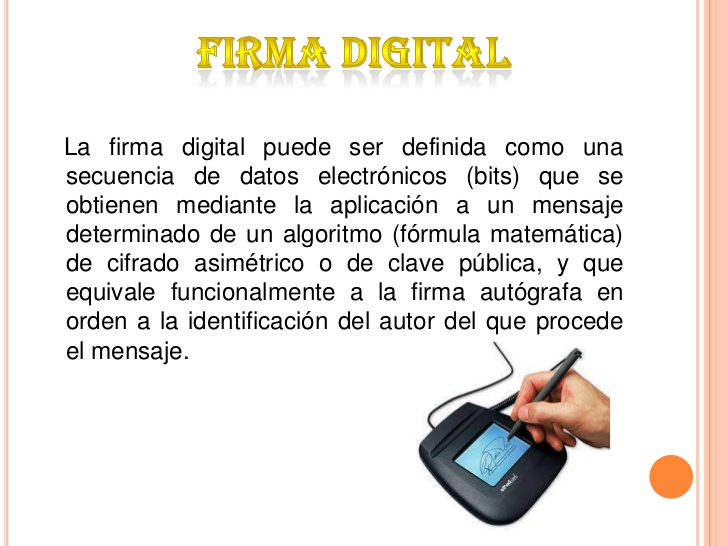 FIRMA DIGITAL
La firma digital puede ser definida como una
secuencia de datos electrónicos (bits) que se
obtienen mediante la aplicación a un mensaje
determinado de un algoritmo (fórmula matemática)
de cifrado asimétrico o de clave pública, y que
equivale funcionalmente a la firma autógrafa en
orden a la identificación del autor del que procede
el mensaje.